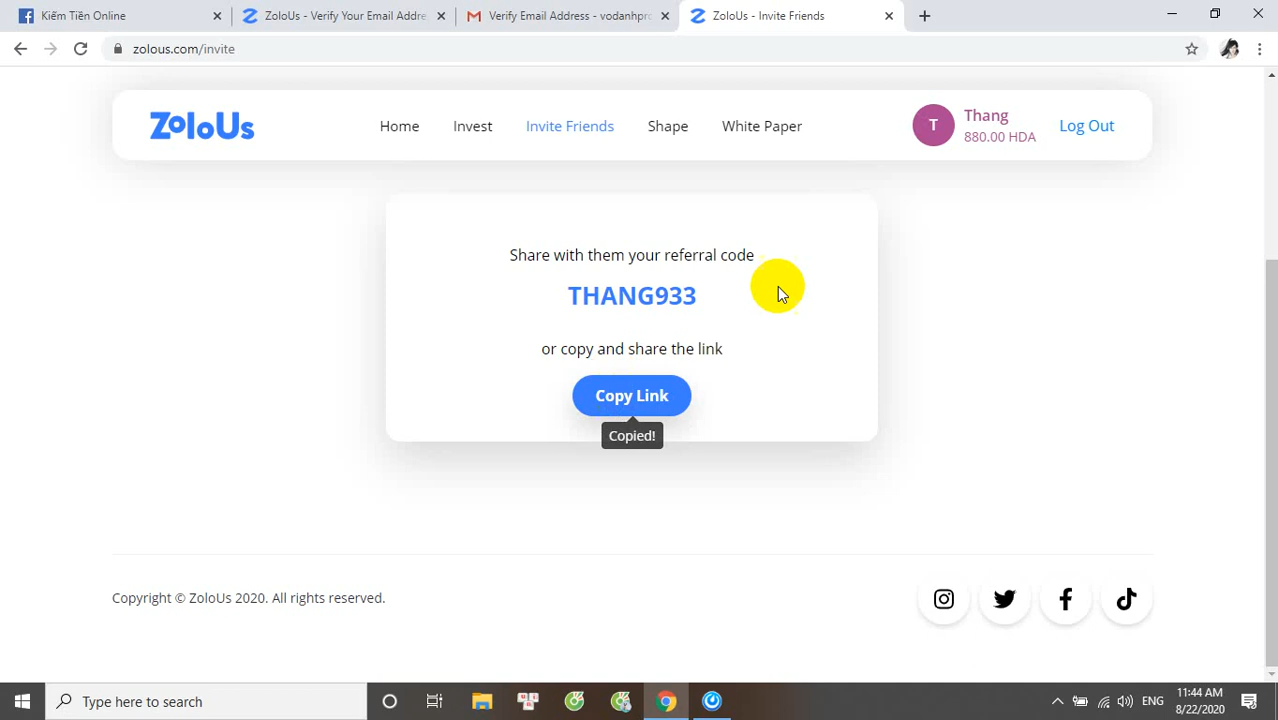 Kiếm Tiền Online
ZoloUs - Verify Your Email Addre
Verify Email Address - vodanhpro
ZoloUs - Invite Friends
zolous.com/invite
ZoloUs
Home
Invest
Invite Friends
Shape
White Paper
T
Thang
880.00 HDA
Log Out
Share with them your referral code
THANG933
or copy and share the link
Copy Link
Copied!
Copyright © ZoloUs 2020. All rights reserved.
Type here to search
ENG
11:44 AM
8/22/2020